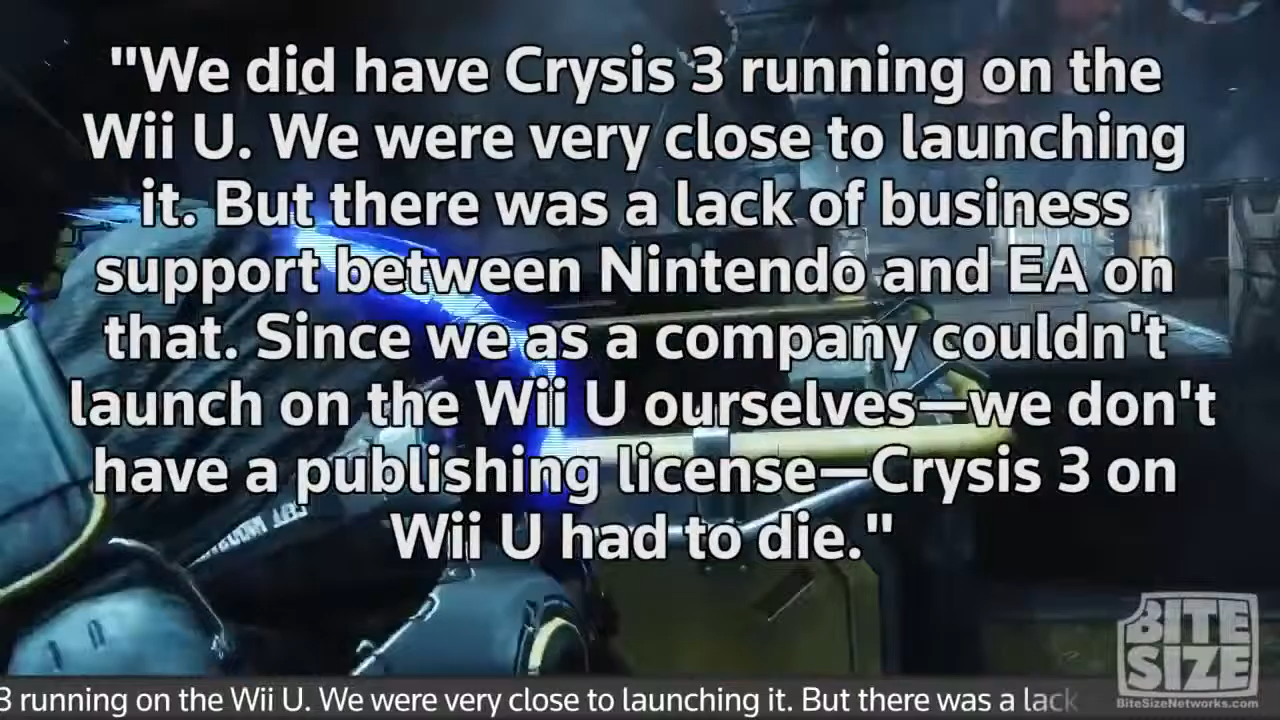 "We did have Crysis 3 running on the
Wii U. We were very close to launching
it. But there was a lack of business
support between Nintendo and EA on
that. Since we as a company couldn't
launch on the Wii U ourselves—we don't
have a publishing license—Crysis 3 on
Wii U had to die."
BITE
SIZE
BiteSizeNetworks.com
3 running on the Wii U. We were very close to launching it. But there was a lack